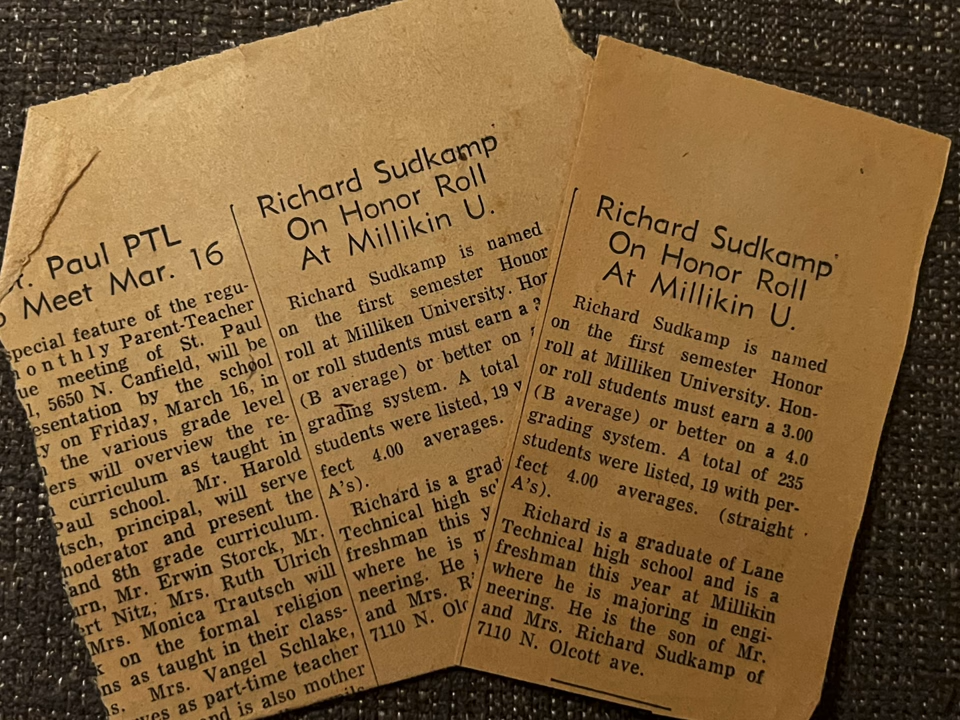 Paul PTL
Meet Mar. 16
special feature of the regu-
onthly Parent-Teacher
ue meeting of St. Paul
l, 5650 N. Canfield, will be
esentation by the school
y on Friday, March 16, in
the various grade level
ers will overview the re-
curriculum as taught in
Paul school. Mr. Harold
tsch, principal, will serve
moderator and present the
and 8th grade curriculum.
arn, Mr. Erwin Storck, Mr.
ert Nitz, Mrs. Ruth Ulrich
Mrs. Monica Trautsch will
k on the formal religion
ns as taught in their class-
s. Mrs. Vangel Schlake,
ves as part-time teacher
and is also mother
Richard Sudkamp
On Honor Roll
At Millikin U.
Richard Sudkamp is named
on the first semester Honor
roll at Milliken University. Hon
or roll students must earn a 3
(B average) or better on
grading system. A total
students were listed, 19 w
fect 4.00 averages.
A's).
Richard is a grad
Technical high sc
freshman this y
where he is m
neering. He
and Mrs. R
7110 N. Olc
Richard Sudkamp
On Honor Roll
At Millikin U.
Richard Sudkamp is named
on the first semester Honor
roll at Milliken University. Hon-
or roll students must earn a 3.00
(B average) or better on a 4.0
grading system. A total of 235
students were listed, 19 with per-
fect 4.00 averages. (straight
A's).
Richard is a graduate of Lane
Technical high school and is a
freshman this year at Millikin
where he is majoring in engi-
neering. He is the son of Mr.
and Mrs. Richard Sudkamp of
7110 N. Olcott ave.